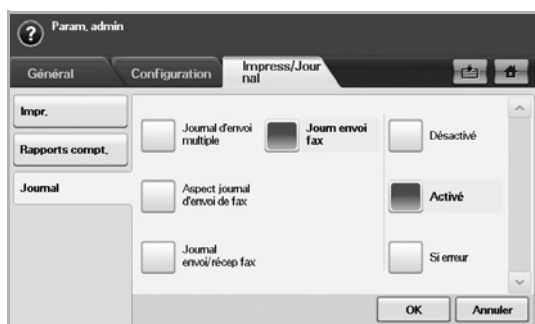 ?
Param. admin
Général
Configuration
Impress/Jour
nal
Impr.
Rapports compt.
Journal
Journal d'envoi
multiple
Journ envoi
fax
Désactivé
Aspect journal
d'envoi de fax
Activé
Journal
envoi/récep fax
Si erreur
OK
Annuler